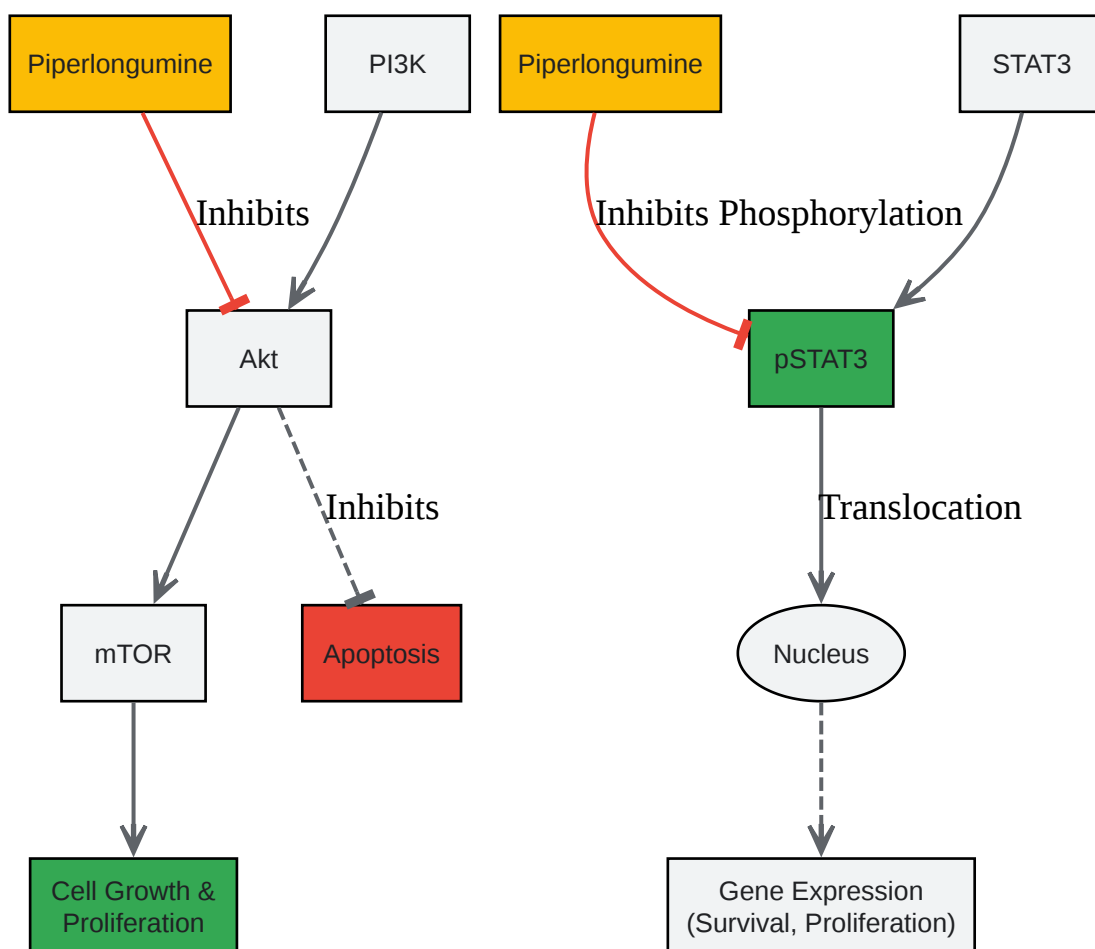 Piperlongumine
PI3K
Piperlongumine
STAT3
Inhibits
Inhibits Phosphorylation
Akt
pSTAT3
Inhibits
Translocation
mTOR
Apoptosis
Nucleus
Cell Growth &
Proliferation
Gene Expression
(Survival, Proliferation)